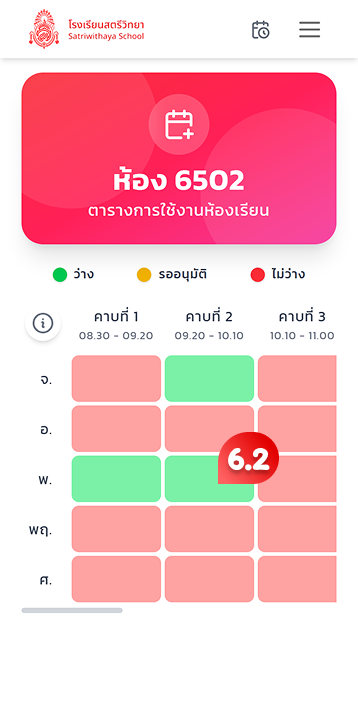 โรงเรียนสตรีวิทยา
Satriwithaya School
ห้อง 6502
ตารางการใช้งานห้องเรียน
ว่าง รออนุมัติ ไม่ว่าง
คาบที่ 1 คาบที่ 2 คาบที่ 3
08.30 - 09.20 09.20 - 10.10 10.10 - 11.00
จ.
อ.
6.2
พ.
พฤ.
ศ.